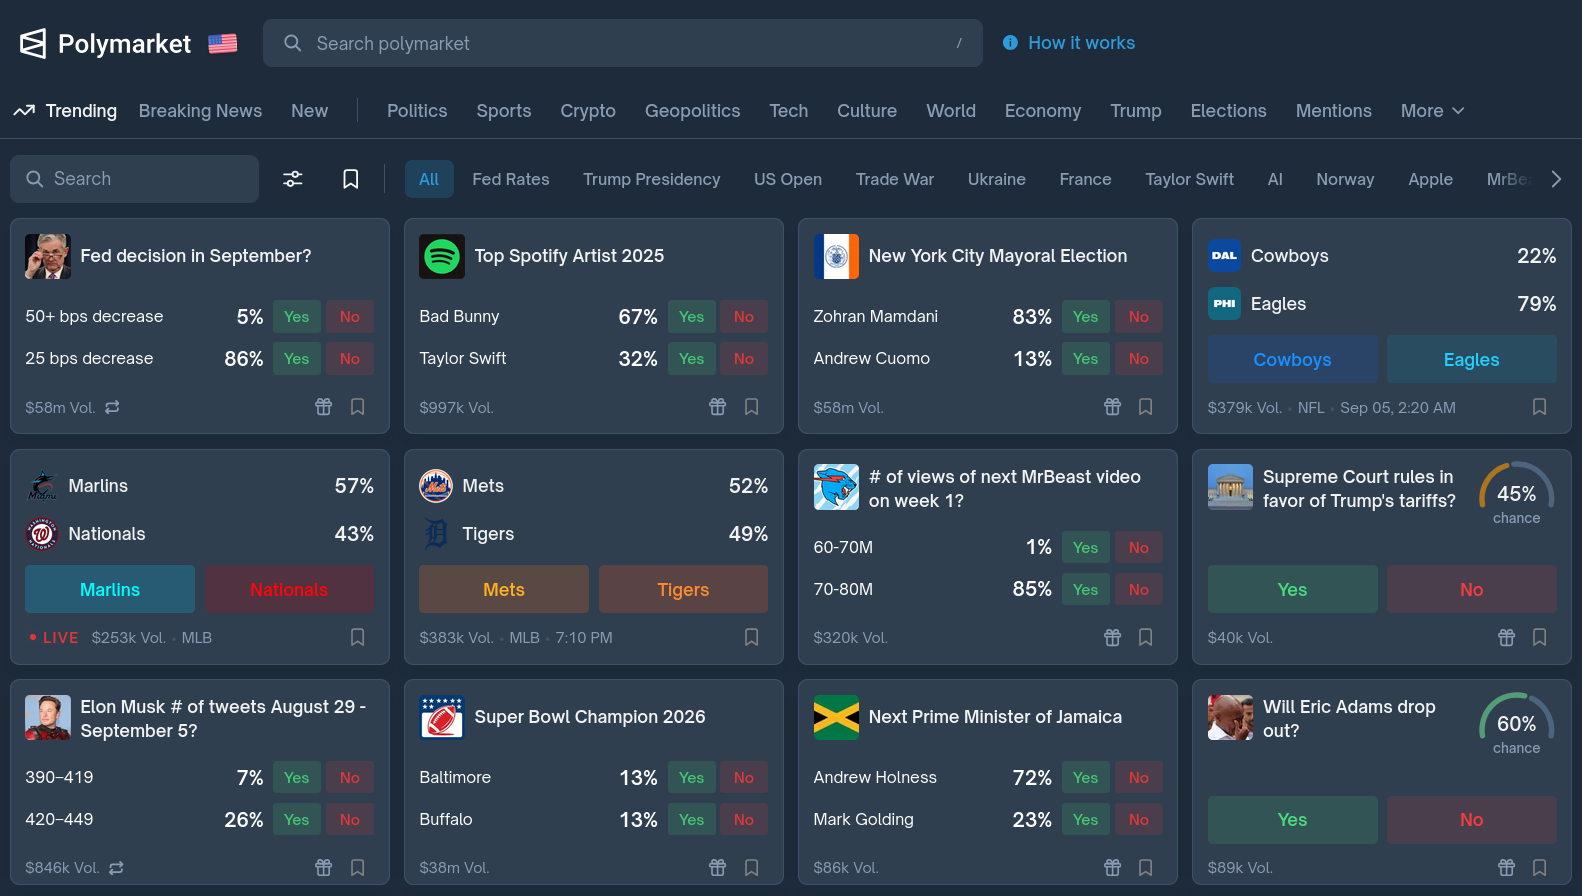 Polymarket
Search polymarket /
How it works
Trending Breaking News New Politics Sports Crypto Geopolitics Tech Culture World Economy Trump Elections Mentions More
Search
All Fed Rates Trump Presidency US Open Trade War Ukraine France Taylor Swift AI Norway Apple MrBe
Fed decision in September?
50+ bps decrease 5% Yes No
25 bps decrease 86% Yes No
$58m Vol.
Top Spotify Artist 2025
Bad Bunny 67% Yes No
Taylor Swift 32% Yes No
$997k Vol.
New York City Mayoral Election
Zohran Mamdani 83% Yes No
Andrew Cuomo 13% Yes No
$58m Vol.
DAL Cowboys 22%
PHI Eagles 79%
Cowboys Eagles
$379k Vol. • NFL • Sep 05, 2:20 AM
Marlins 57%
Nationals 43%
Marlins Nationals
• LIVE $253k Vol. • MLB
Mets Mets 52%
Tigers 49%
Mets Tigers
$383k Vol. • MLB • 7:10 PM
# of views of next MrBeast video
on week 1?
60-70M 1% Yes No
70-80M 85% Yes No
$320k Vol.
Supreme Court rules in
favor of Trump's tariffs?
45%
chance
Yes No
$40k Vol.
Elon Musk # of tweets August 29 -
September 5?
390–419 7% Yes No
420–449 26% Yes No
$846k Vol.
Super Bowl Champion 2026
Baltimore 13% Yes No
Buffalo 13% Yes No
$38m Vol.
Next Prime Minister of Jamaica
Andrew Holness 72% Yes No
Mark Golding 23% Yes No
$86k Vol.
Will Eric Adams drop
out?
60%
chance
Yes No
$89k Vol.